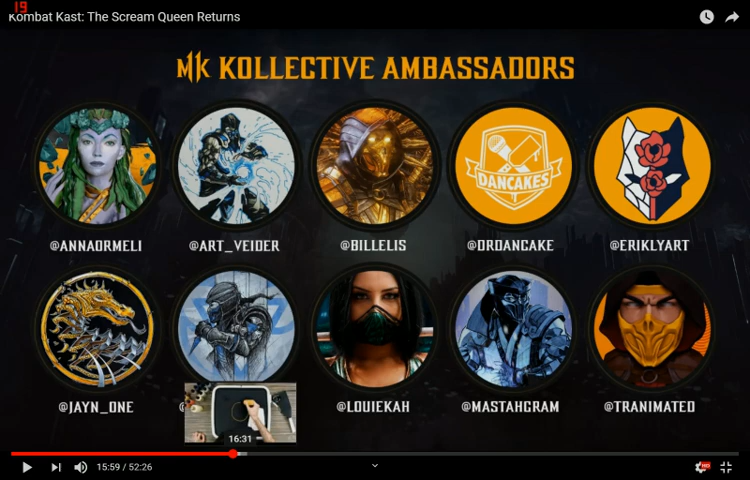 19
Kombat Kast: The Scream Queen Returns
MK KOLLECTIVE AMBASSADORS
DANCAKES
@ANNAORMELI @ART_VEIDER @BILLELIS @DRDANCAKE @ERIKLYART
@JAYN_ONE @ @LOUIEKAH @MASTAHGRAM @TRANIMATED
16:31
15:59 / 52:26
HD